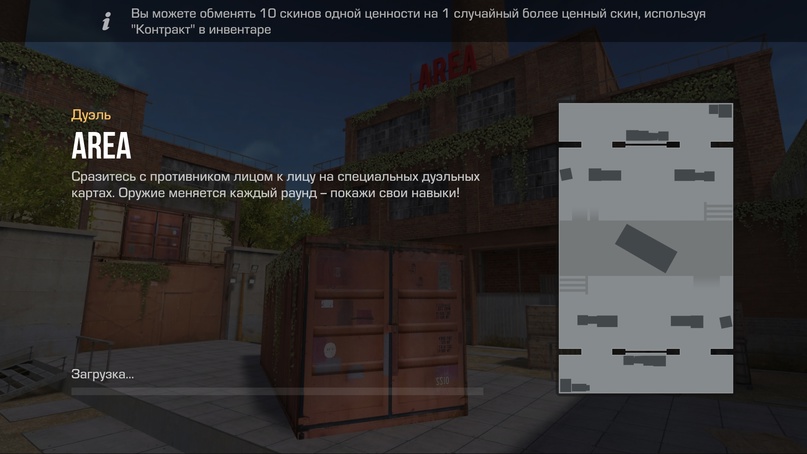 Вы можете обменять 10 скинов одной ценности на 1 случайный более ценный скин, используя
"Контракт" в инвентаре
AREA
Дуэль
AREA
Сразитесь с противником лицом к лицу на специальных дуэльных
картах. Оружие меняется каждый раунд – покажи свои навыки!
Загрузка...